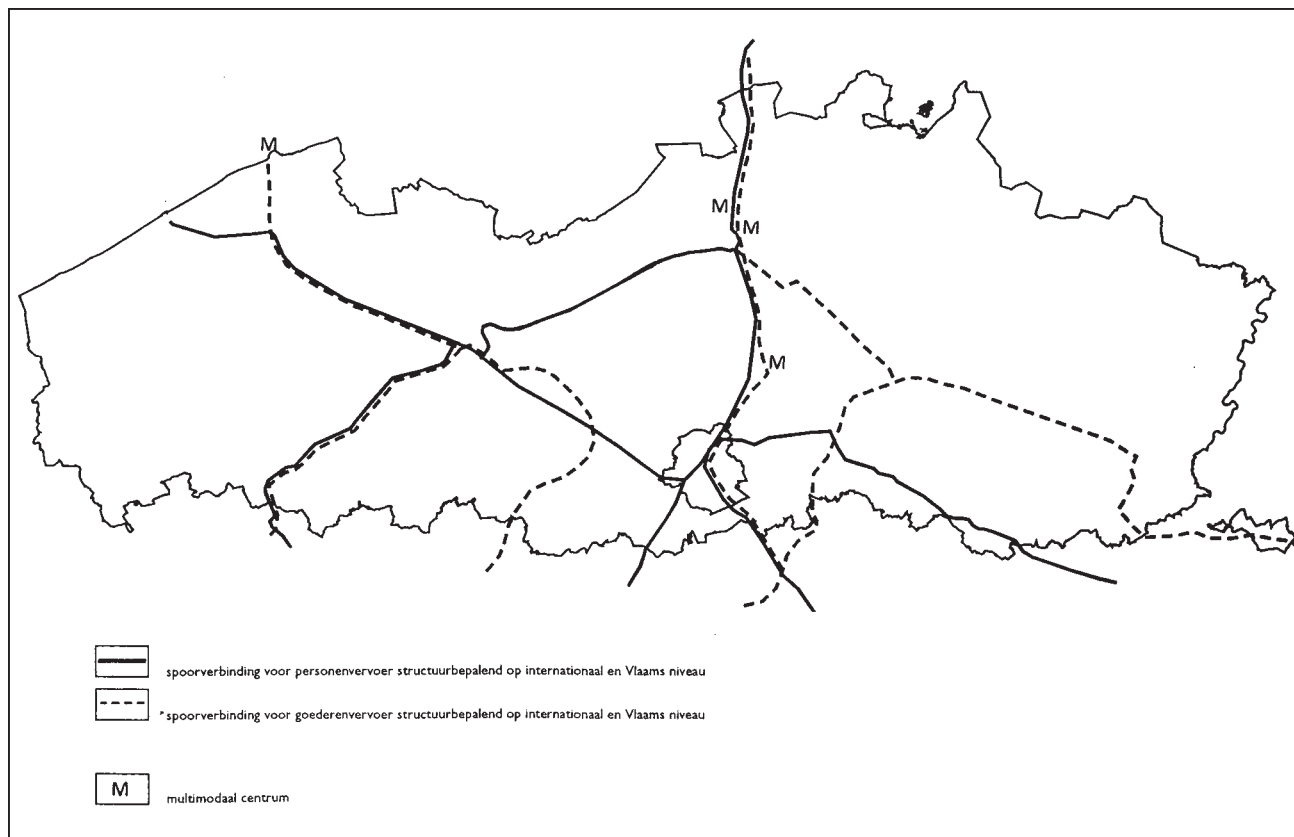 M
M
M
M
spoorverbinding voor personenvervoer structuurbepalend op internationaal en Vlaams niveau
spoorverbinding voor goederenvervoer structuurbepalend op internationaal en Vlaams niveau
M multimodaal centrum